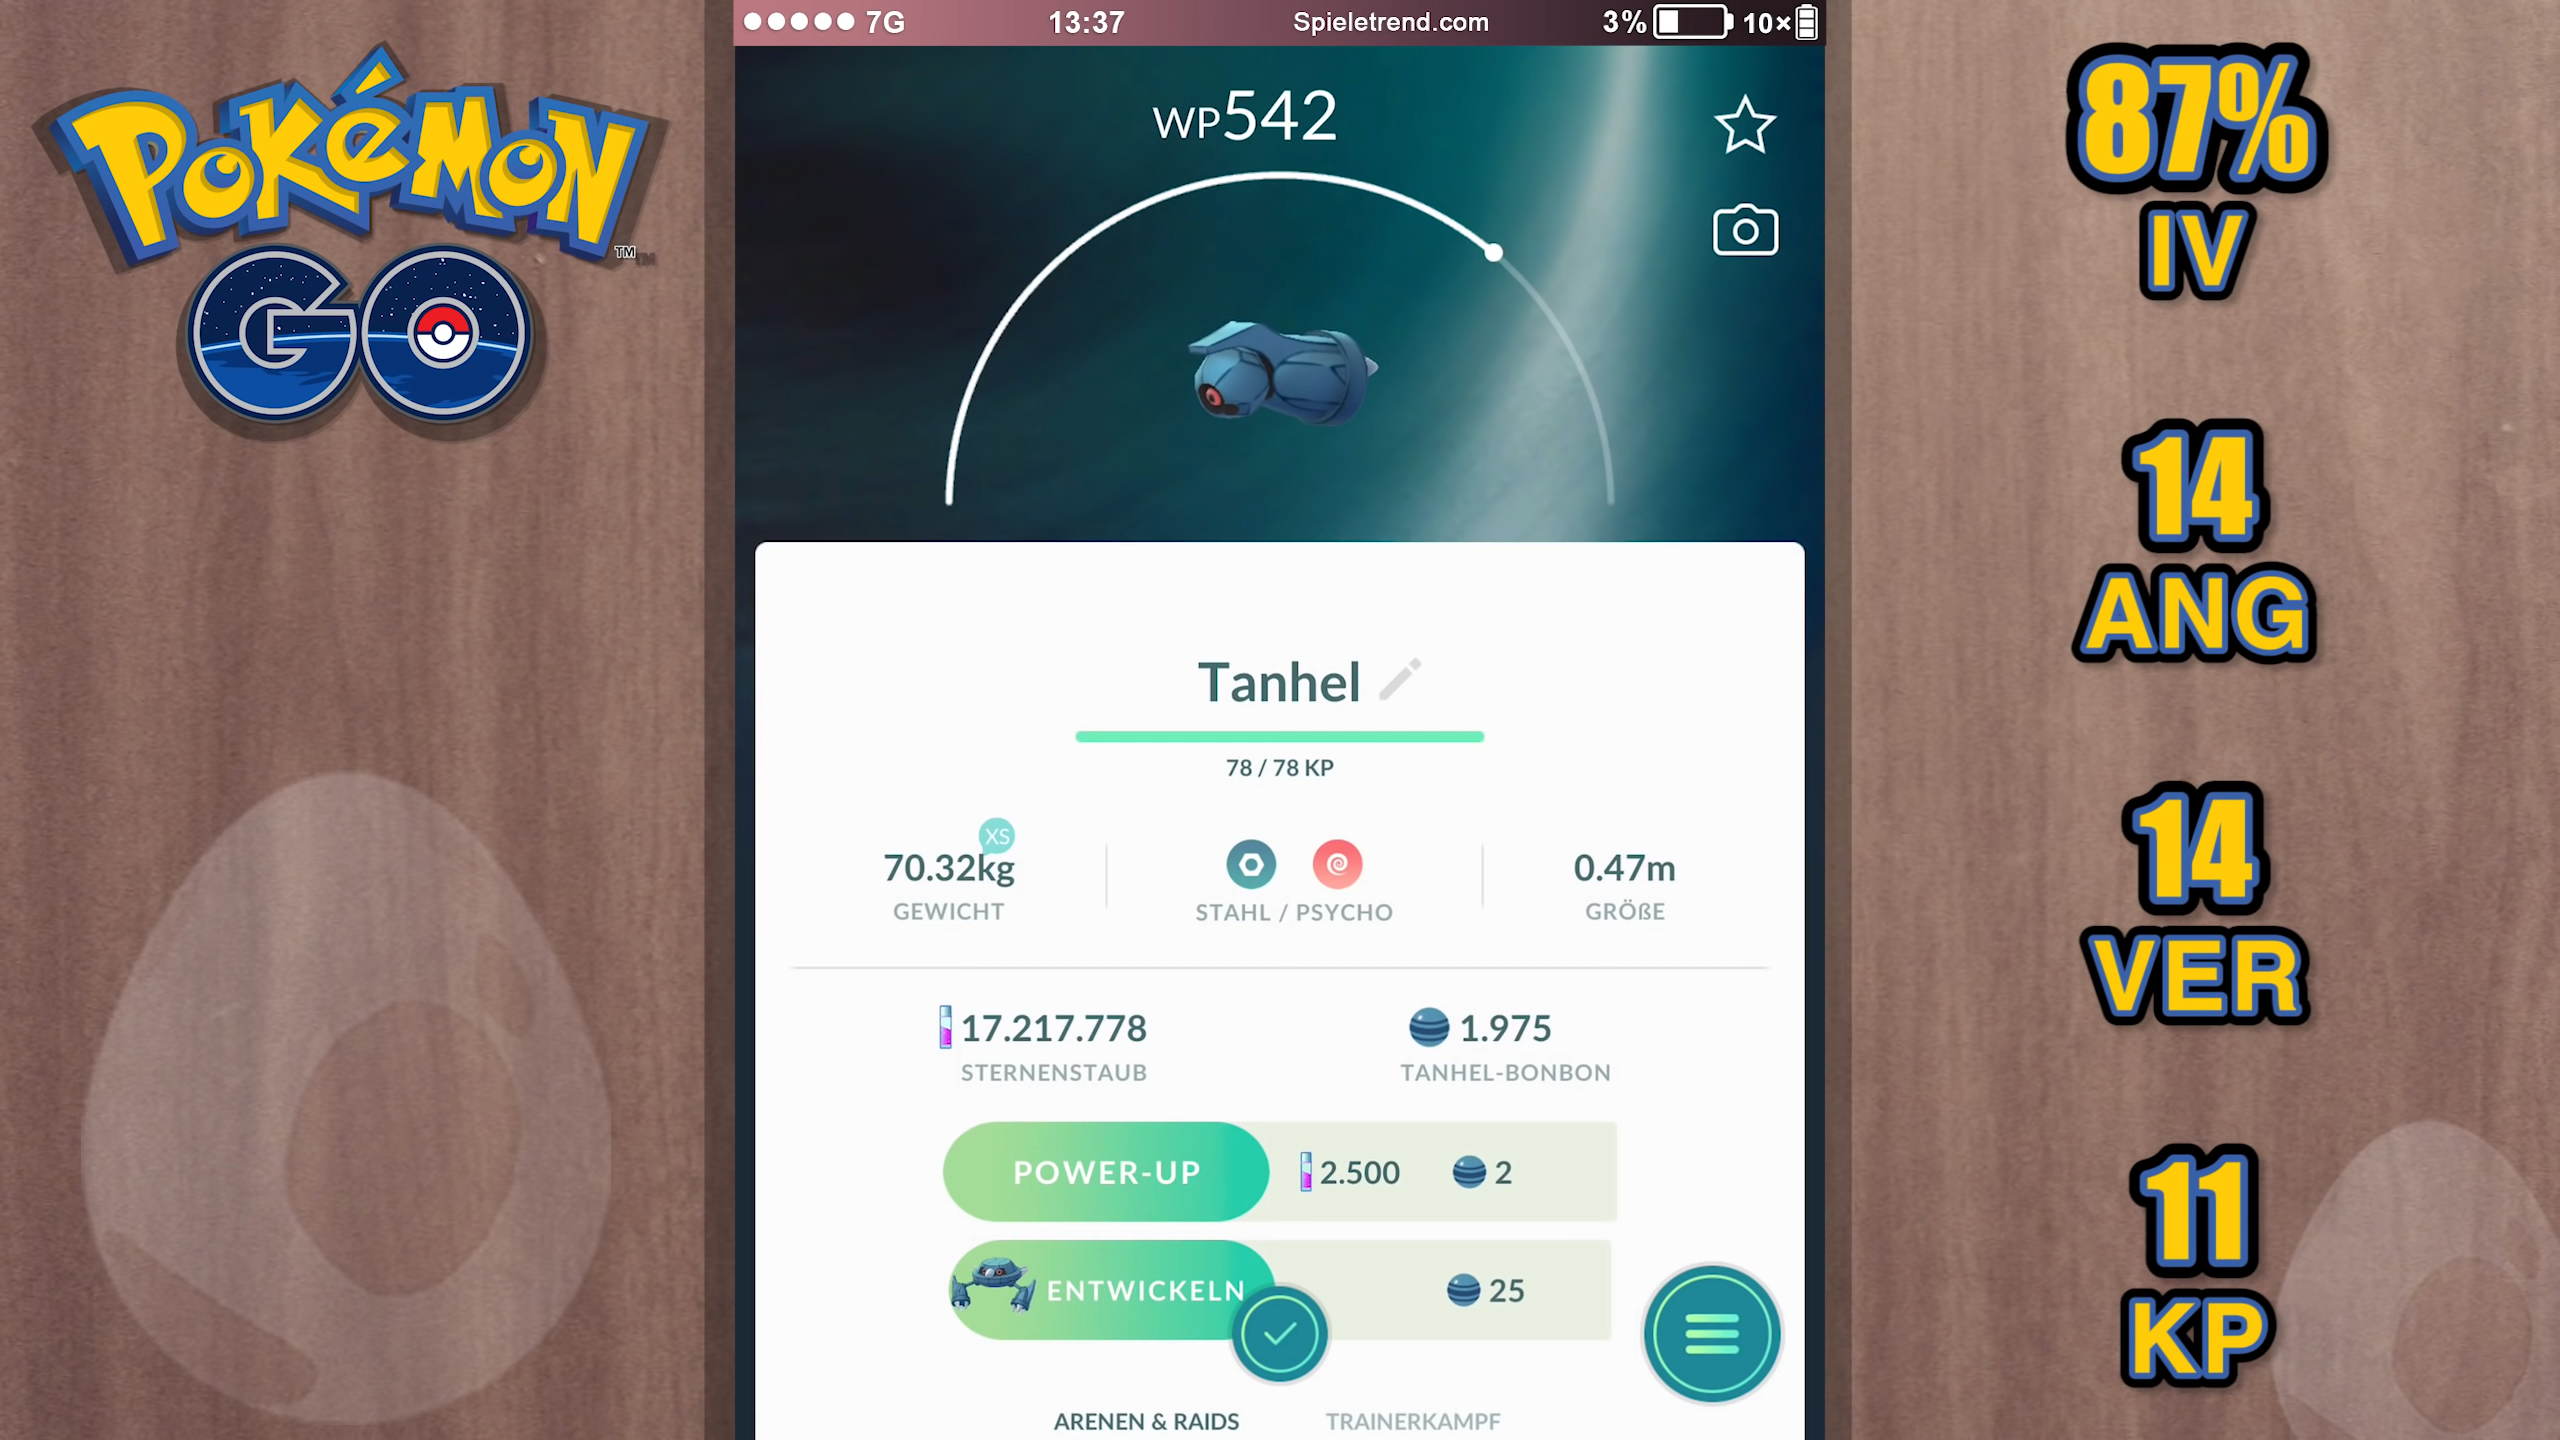 POKéMON
TM
GO
7G 13:37 Spieletrend.com 3% 10×
WP542
Tanhel
78 / 78 KP
XS
70.32kg
GEWICHT
STAHL / PSYCHO
0.47m
GRÖßE
17.217.778
STERNENSTAUB
1.975
TANHEL-BONBON
POWER-UP 2.500 2
ENTWICKELN 25
ARENEN & RAIDS TRAINERKAMPF
87%
IV
14
ANG
14
VER
11
KP